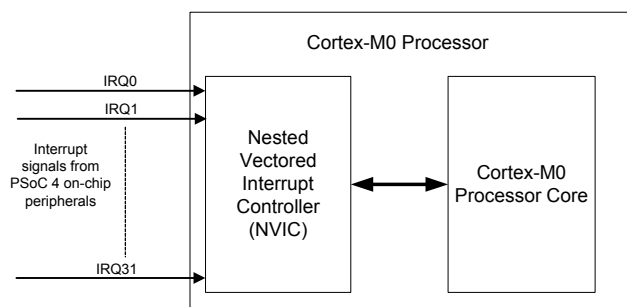 Cortex-M0 Processor
IRQ0
IRQ1
Interrupt
signals from
PSoC 4 on-chip
peripherals
IRQ31
Nested
Vectored
Interrupt
Controller
(NVIC)
Cortex-M0
Processor Core